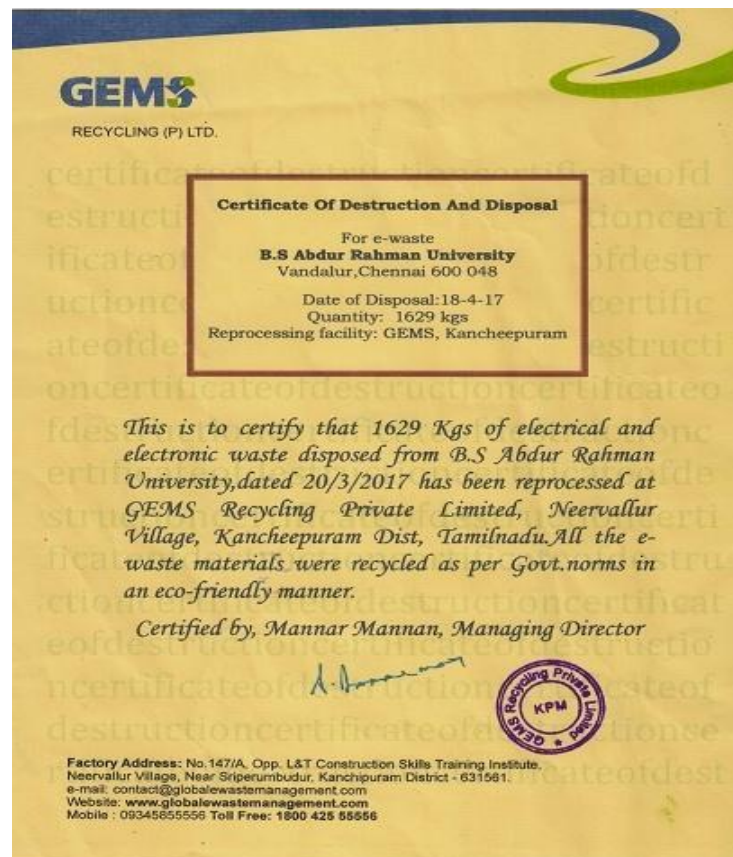 GEMS
RECYCLING (P) LTD.
Certificate Of Destruction And Disposal
For e-waste
B.S Abdur Rahman University
Vandalur,Chennai 600 048
Date of Disposal:18-4-17
Quantity: 1629 kgs
Reprocessing facility: GEMS, Kancheepuram
This is to certify that 1629 Kgs of electrical and
electronic waste disposed from B.S Abdur Rahman
University,dated 20/3/2017 has been reprocessed at
GEMS Recycling Private Limited, Neervallur
Village, Kancheepuram Dist, Tamilnadu.All the e-
waste materials were recycled as per Govt.norms in
an eco-friendly manner.
Certified by, Mannar Mannan, Managing Director
GEMS Recycling Private Limited
KPM
Factory Address: No.147/A, Opp. L&T Construction Skills Training Institute,
Neervallur Village, Near Sriperumbudur, Kanchipuram District - 631561.
e-mail: contact@globalewastemanagement.com
Website: www.globalewastemanagement.com
Mobile : 09345855556 Toll Free: 1800 425 55556